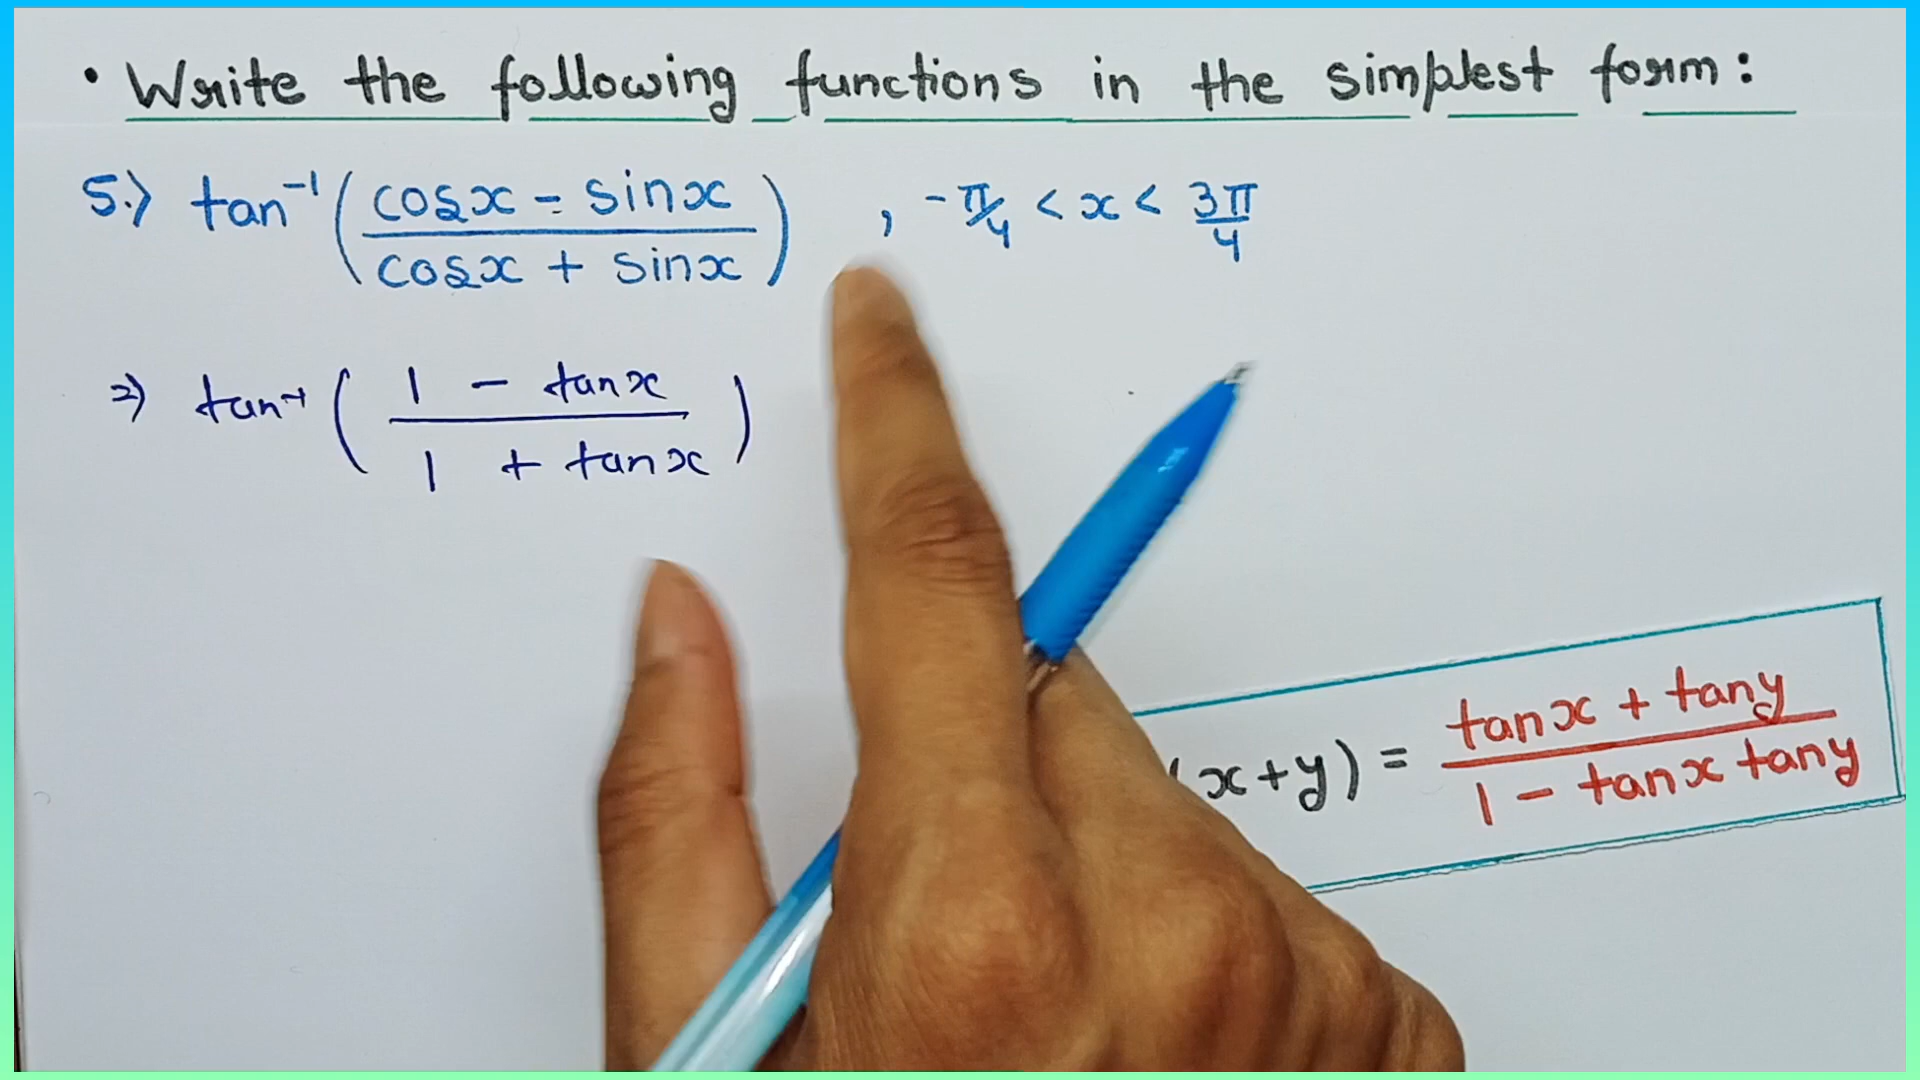 • Write the following functions in the simplest form:
5.) tan⁻¹ (cosx - sinx / cosx + sinx) , -π/4 < x < 3π/4
⇒ tan⁻¹ (1 - tanx / 1 + tanx)
(x+y) = tanx + tany / 1 - tanx tany